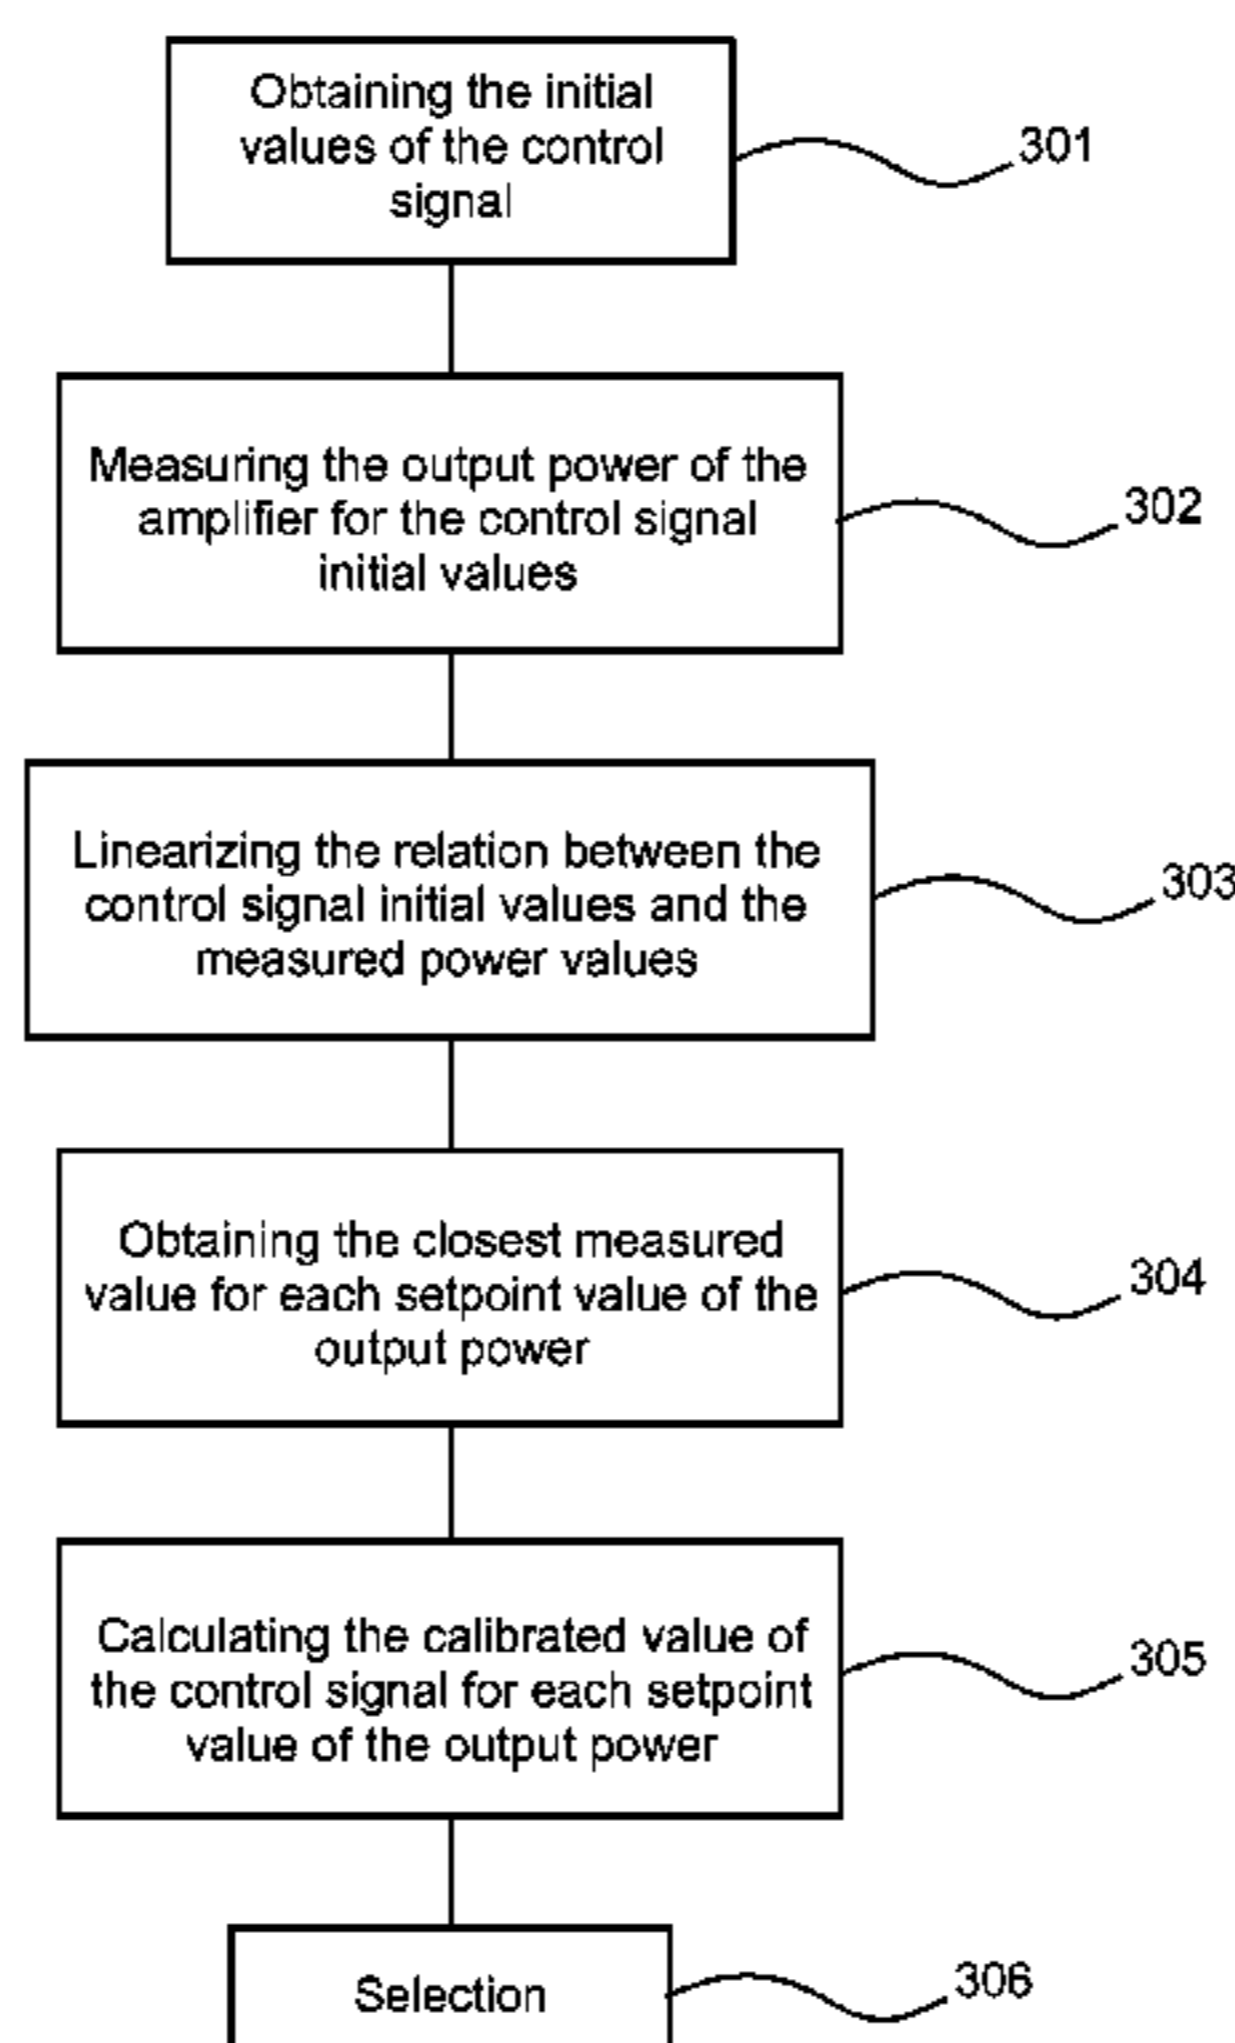 Obtaining the initial
values of the control
signal
301
Measuring the output power of the
amplifier for the control signal
initial values
302
Linearizing the relation between the
control signal initial values and the
measured power values
303
Obtaining the closest measured
value for each setpoint value of the
output power
304
Calculating the calibrated value of
the control signal for each setpoint
value of the output power
305
Selection
306